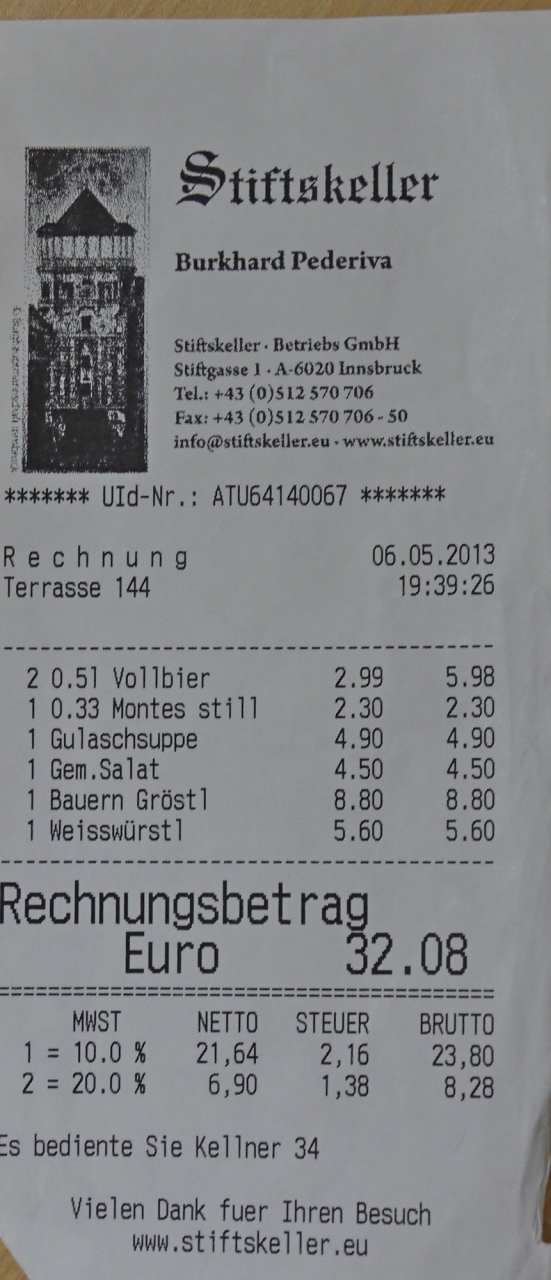 Stiftskeller
Burkhard Pederiva
Stiftskeller · Betriebs GmbH
Stiftgasse 1 · A-6020 Innsbruck
Tel.: +43 (0)512 570 706
Fax: +43 (0)512 570 706 - 50
info@stiftskeller.eu · www.stiftskeller.eu
******* UId-Nr.: ATU64140067 *******
Rechnung 06.05.2013
Terrasse 144 19:39:26
2 0.5l Vollbier 2.99 5.98
1 0.33 Montes still 2.30 2.30
1 Gulaschsuppe 4.90 4.90
1 Gem.Salat 4.50 4.50
1 Bauern Gröstl 8.80 8.80
1 Weisswürstl 5.60 5.60
Rechnungsbetrag
Euro 32.08
MWST NETTO STEUER BRUTTO
1 = 10.0 % 21,64 2,16 23,80
2 = 20.0 % 6,90 1,38 8,28
Es bediente Sie Kellner 34
Vielen Dank fuer Ihren Besuch
www.stiftskeller.eu